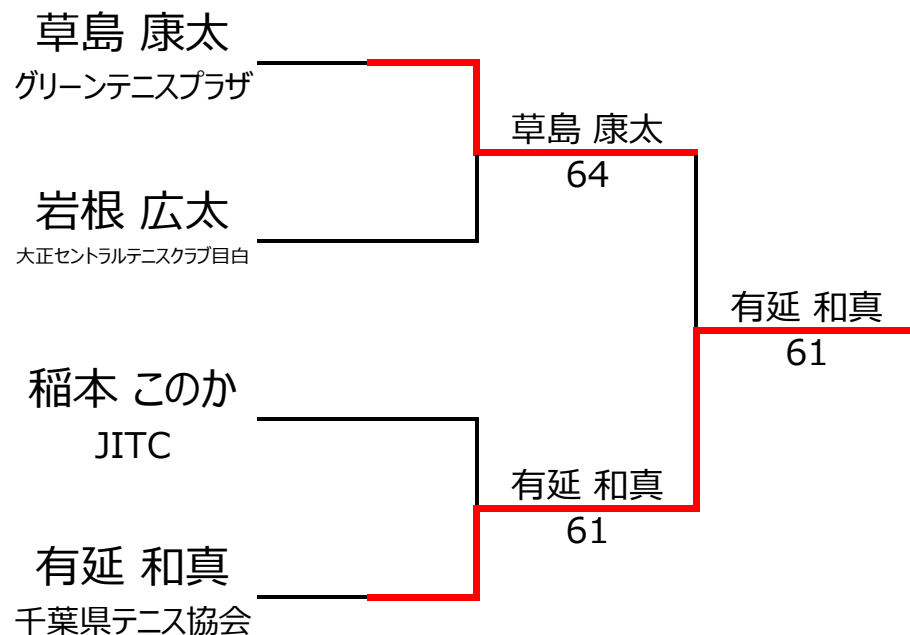 草島 康太
グリーンテニスプラザ
草島 康太
64
岩根 広太
大正セントラルテニスクラブ目白
有延 和真
61
稲本 このか
JITC
有延 和真
61
有延 和真
千葉県テニス協会